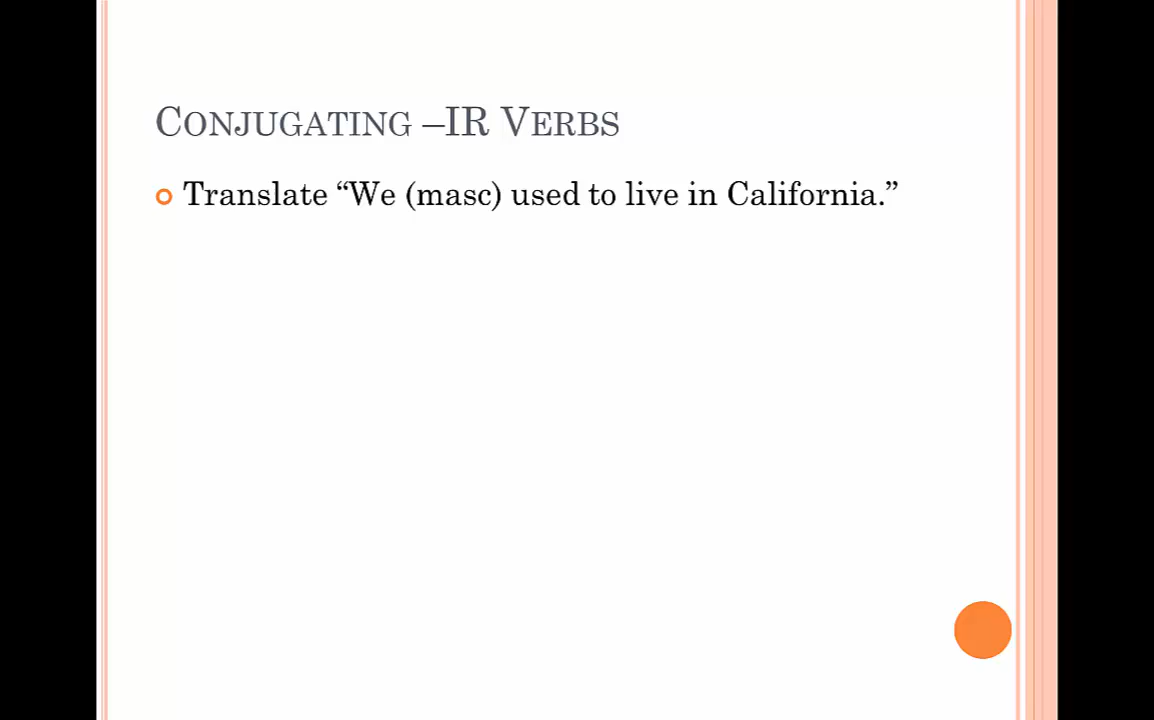 CONJUGATING –IR VERBS
Translate “We (masc) used to live in California.”